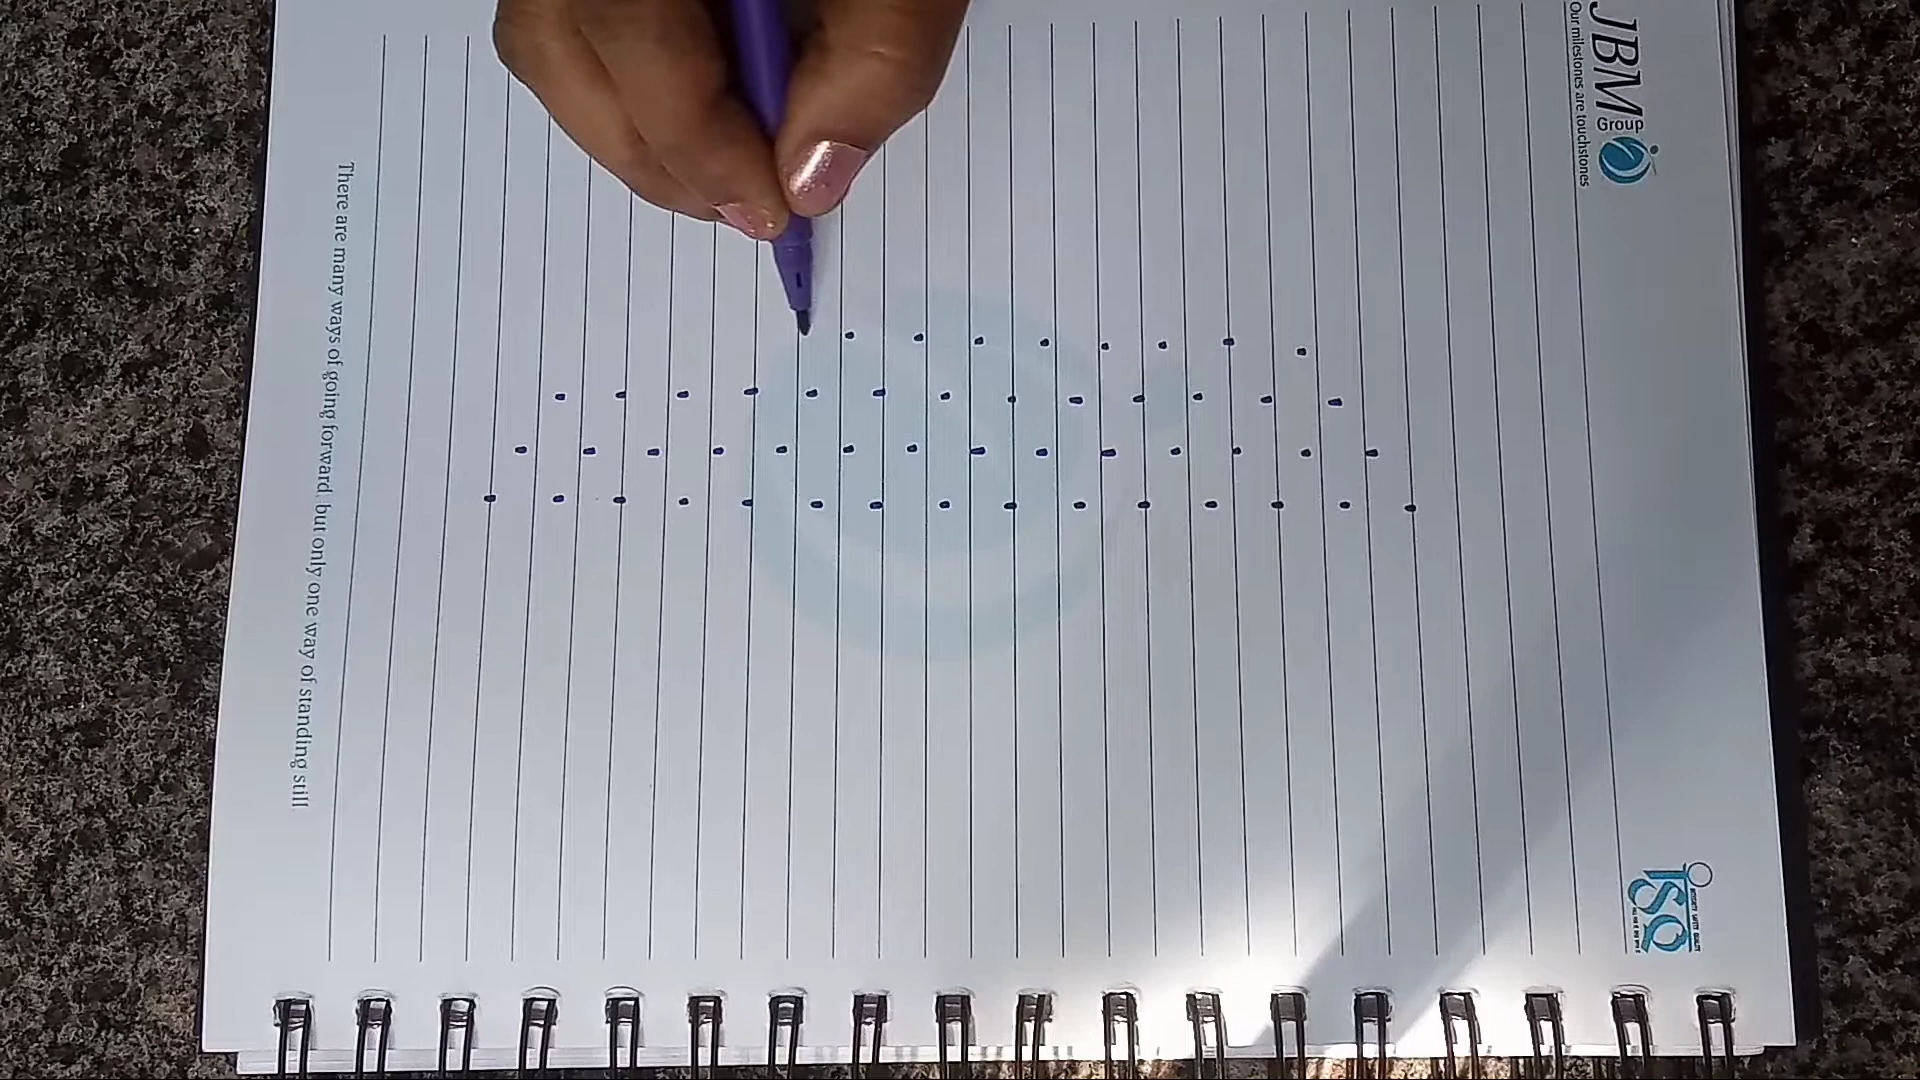 JBM
Group
Our milestones are touchstones
There are many ways of going forward, but only one way of standing still